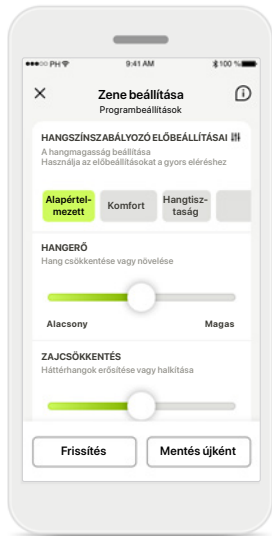 PH 9:41 AM 100 %
Zene beállítása
Programbeállítások
HANGSZÍNSZABÁLYOZÓ ELŐBEÁLLÍTÁSAI
A hangmagasság beállítása
Használja az előbeállításokat a gyors eléréshez
Alapértel-
mezett
Komfort
Hangtisz-
taság
HANGERŐ
Hang csökkentése vagy növelése
Alacsony Magas
ZAJCSÖKKENTÉS
Háttérhangok erősítése vagy halkítása
Frissítés Mentés újként